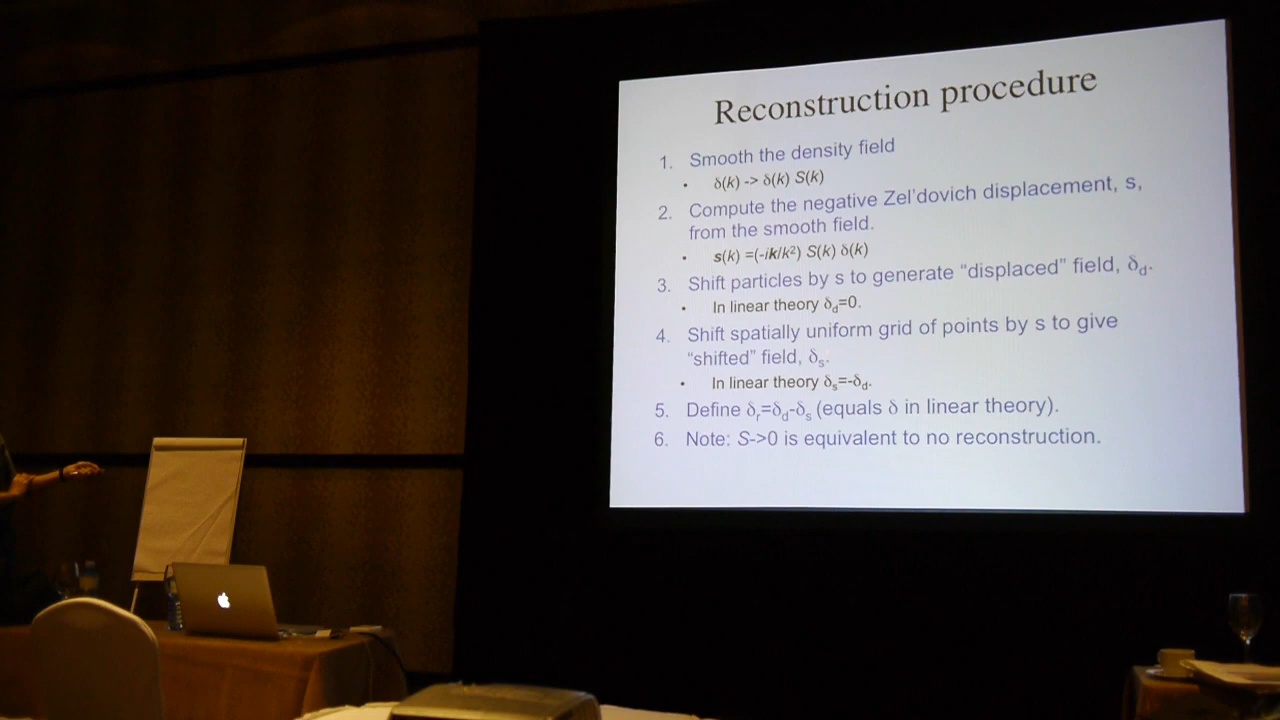 Reconstruction procedure
1. Smooth the density field
• δ(k) -> δ(k) S(k)
2. Compute the negative Zel'dovich displacement, s,
from the smooth field.
• s(k) =(-ik/k²) S(k) δ(k)
3. Shift particles by s to generate “displaced” field, δd.
• In linear theory δd=0.
4. Shift spatially uniform grid of points by s to give
“shifted” field, δs.
• In linear theory δs=-δd.
5. Define δr=δd-δs (equals δ in linear theory).
6. Note: S->0 is equivalent to no reconstruction.